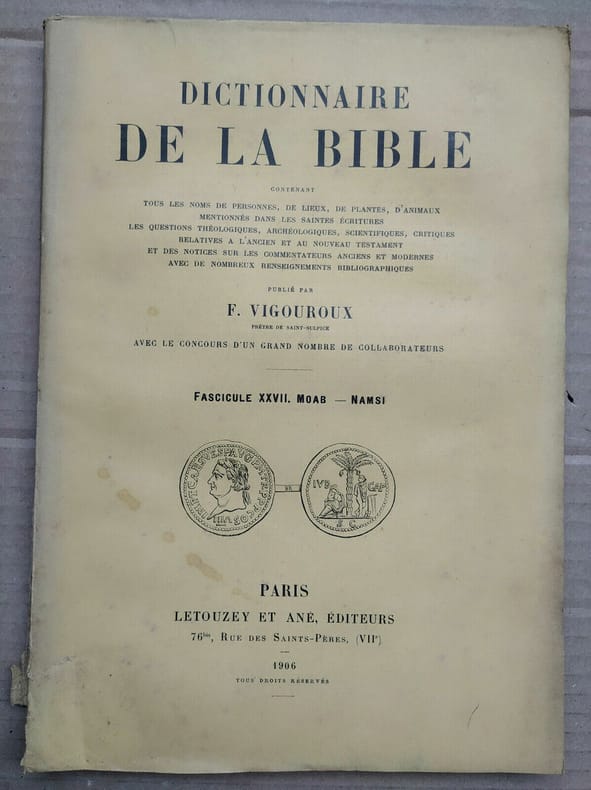 DICTIONNAIRE
DE LA BIBLE
CONTENANT
TOUS LES NOMS DE PERSONNES, DE LIEUX, DE PLANTES, D'ANIMAUX
MENTIONNÉS DANS LES SAINTES ÉCRITURES
LES QUESTIONS THÉOLOGIQUES, ARCHÉOLOGIQUES, SCIENTIFIQUES, CRITIQUES
RELATIVES A L'ANCIEN ET AU NOUVEAU TESTAMENT
ET DES NOTICES SUR LES COMMENTATEURS ANCIENS ET MODERNES
AVEC DE NOMBREUX RENSEIGNEMENTS BIBLIOGRAPHIQUES
PUBLIÉ PAR
F. VIGOUROUX
PRÊTRE DE SAINT-SULPICE
AVEC LE CONCOURS D'UN GRAND NOMBRE DE COLLABORATEURS
FASCICULE XXVII. MOAB — NAMSI
IVD CAP
S C
PARIS
LETOUZEY ET ANÉ, ÉDITEURS
76bis, RUE DES SAINTS-PÈRES, (VIIe)
1906
TOUS DROITS RÉSERVÉS